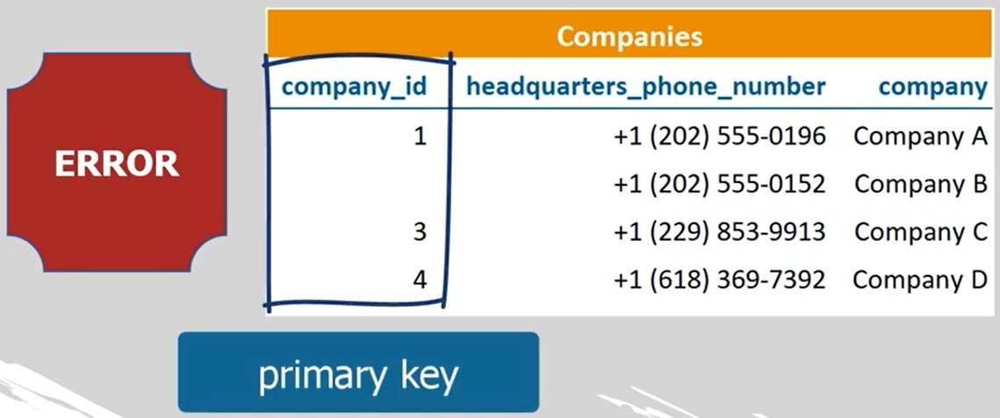 Companies
company_id headquarters_phone_number company
1 +1 (202) 555-0196 Company A
+1 (202) 555-0152 Company B
3 +1 (229) 853-9913 Company C
4 +1 (618) 369-7392 Company D
ERROR
primary key